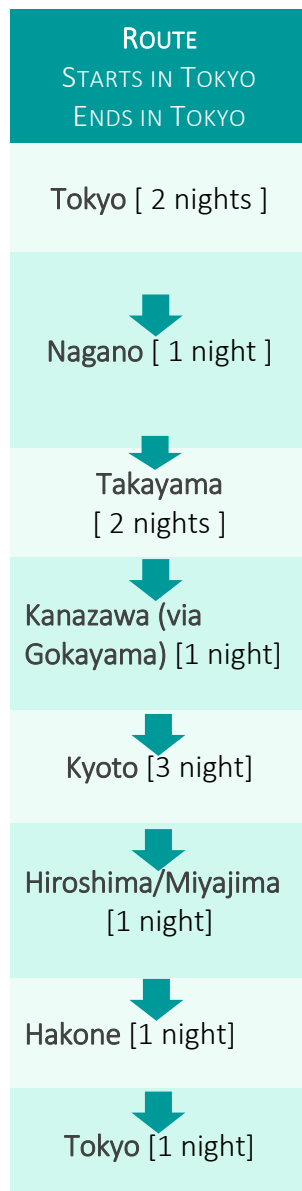 ROUTE
STARTS IN TOKYO
ENDS IN TOKYO
Tokyo [ 2 nights ]
Nagano [ 1 night ]
Takayama
[ 2 nights ]
Kanazawa (via
Gokayama) [1 night]
Kyoto [3 night]
Hiroshima/Miyajima
[1 night]
Hakone [1 night]
Tokyo [1 night]